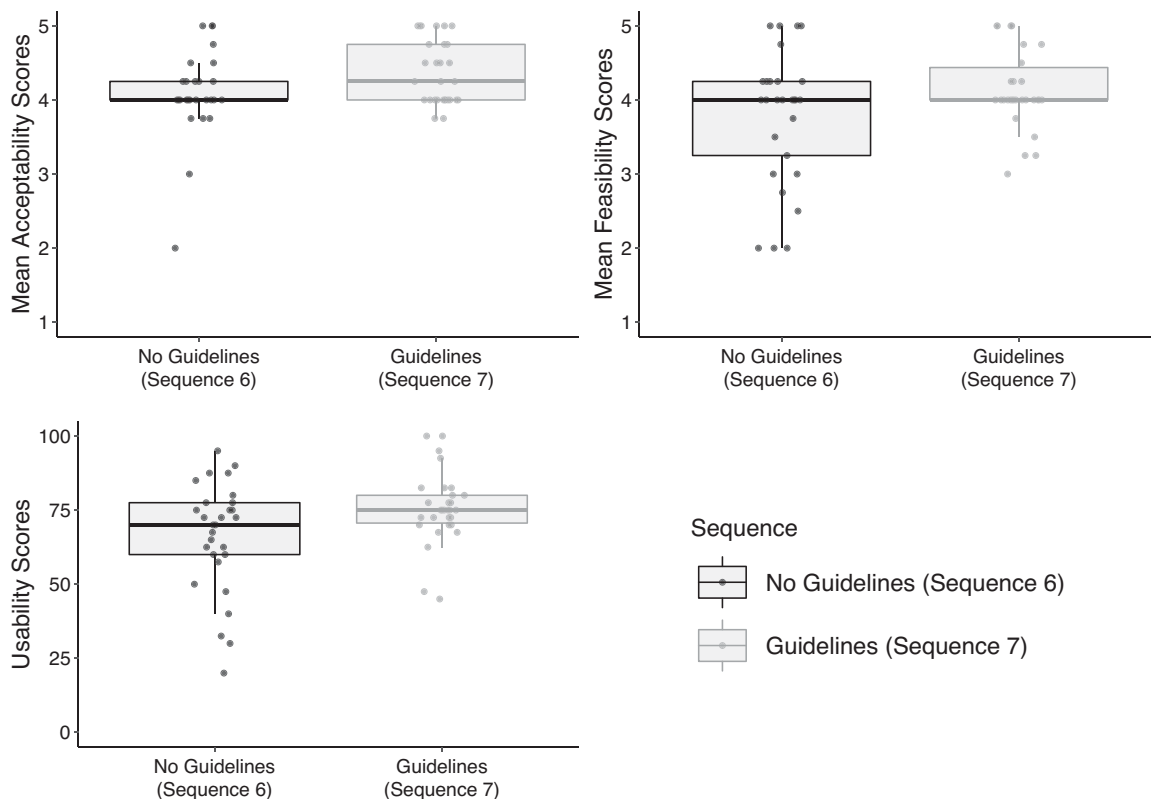 Mean Acceptability Scores
5
4
3
2
1
No Guidelines
(Sequence 6)
Guidelines
(Sequence 7)
Mean Feasibility Scores
5
4
3
2
1
No Guidelines
(Sequence 6)
Guidelines
(Sequence 7)
Usability Scores
100
75
50
25
0
No Guidelines
(Sequence 6)
Guidelines
(Sequence 7)
Sequence
No Guidelines (Sequence 6)
Guidelines (Sequence 7)